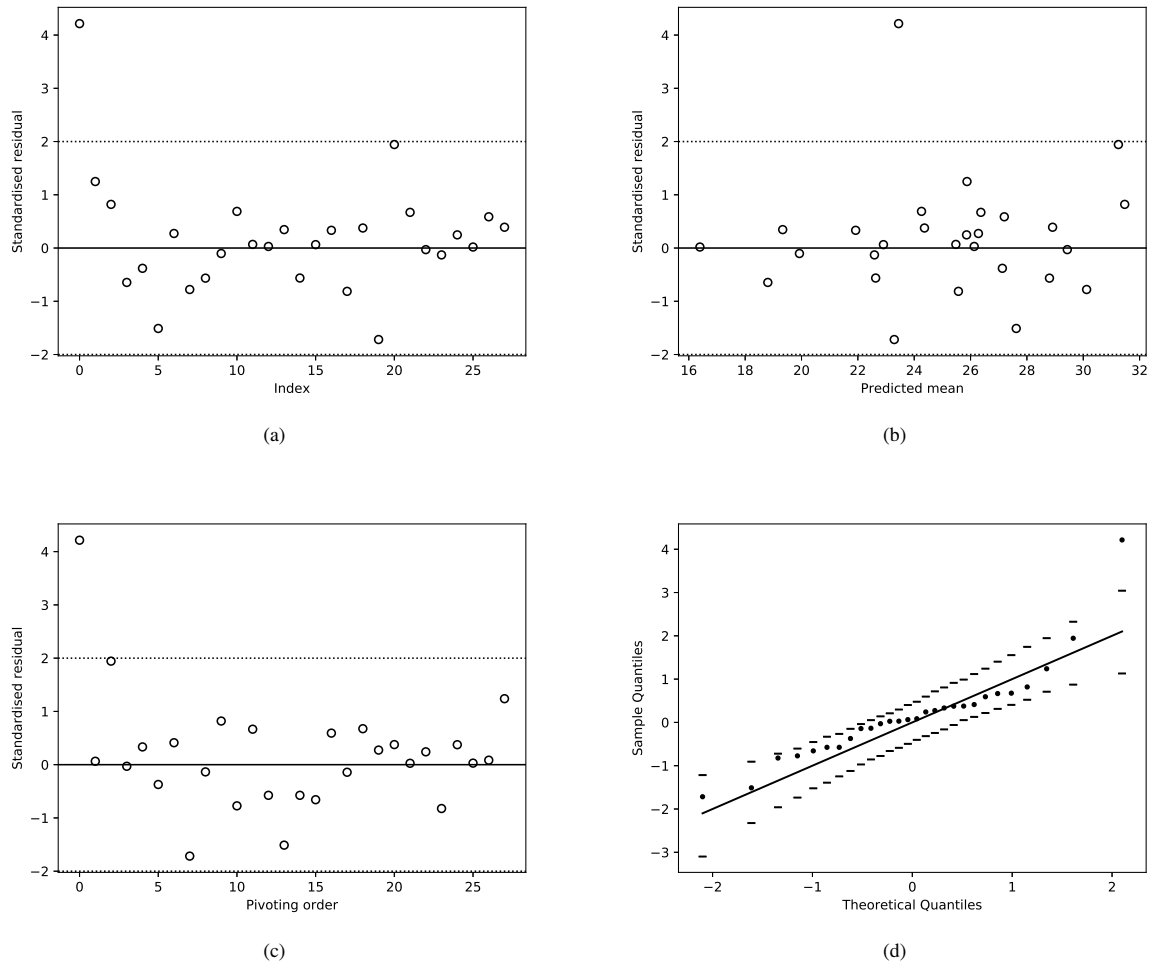 4
3
2
1
0
−1
−2
Standardised residual
0 5 10 15 20 25
Index
(a)
4
3
2
1
0
−1
−2
Standardised residual
16 18 20 22 24 26 28 30 32
Predicted mean
(b)
4
3
2
1
0
−1
−2
Standardised residual
0 5 10 15 20 25
Pivoting order
(c)
4
3
2
1
0
−1
−2
−3
Sample Quantiles
−2 −1 0 1 2
Theoretical Quantiles
(d)